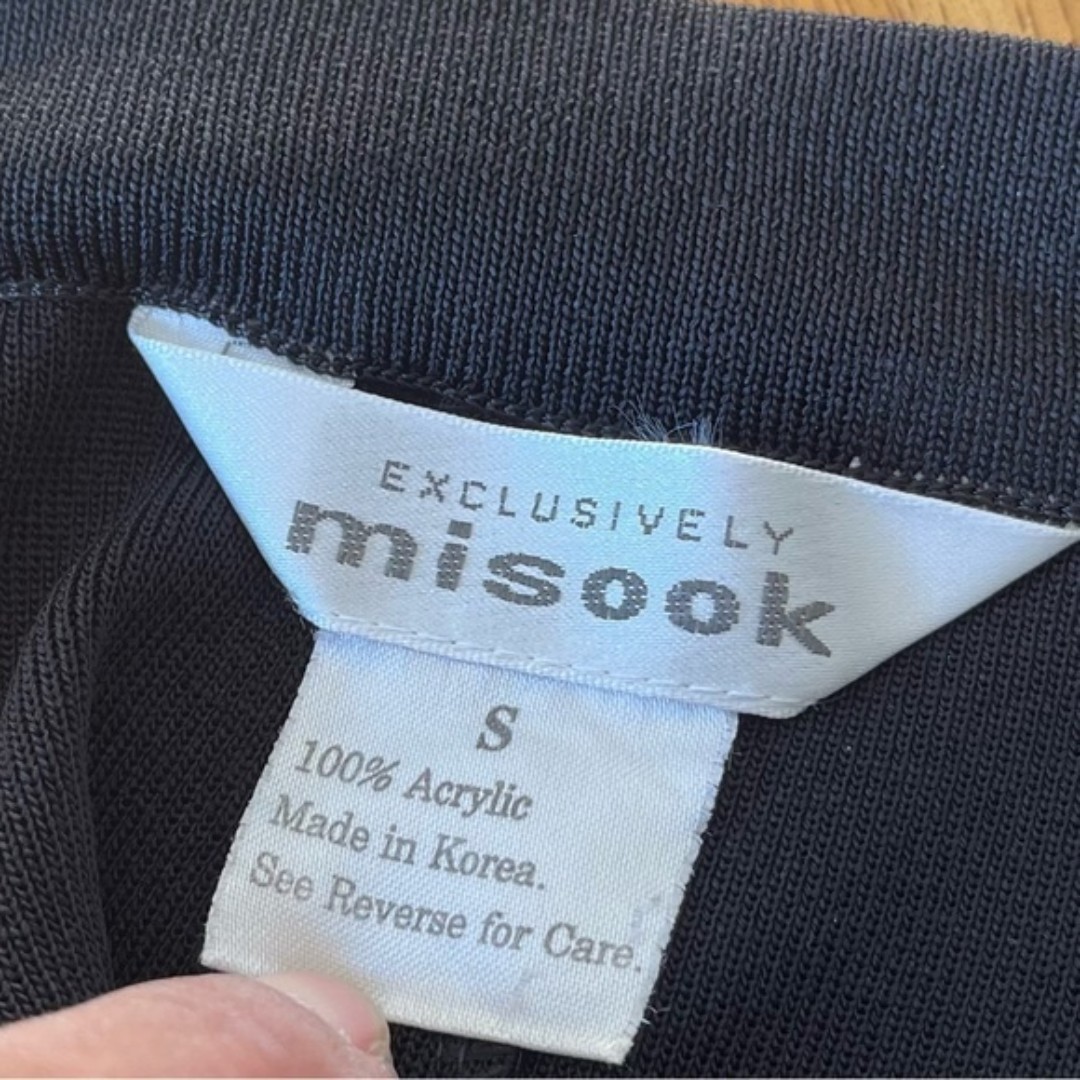 EXCLUSIVELY
misook
S
100% Acrylic
Made in Korea.
See Reverse for Care.